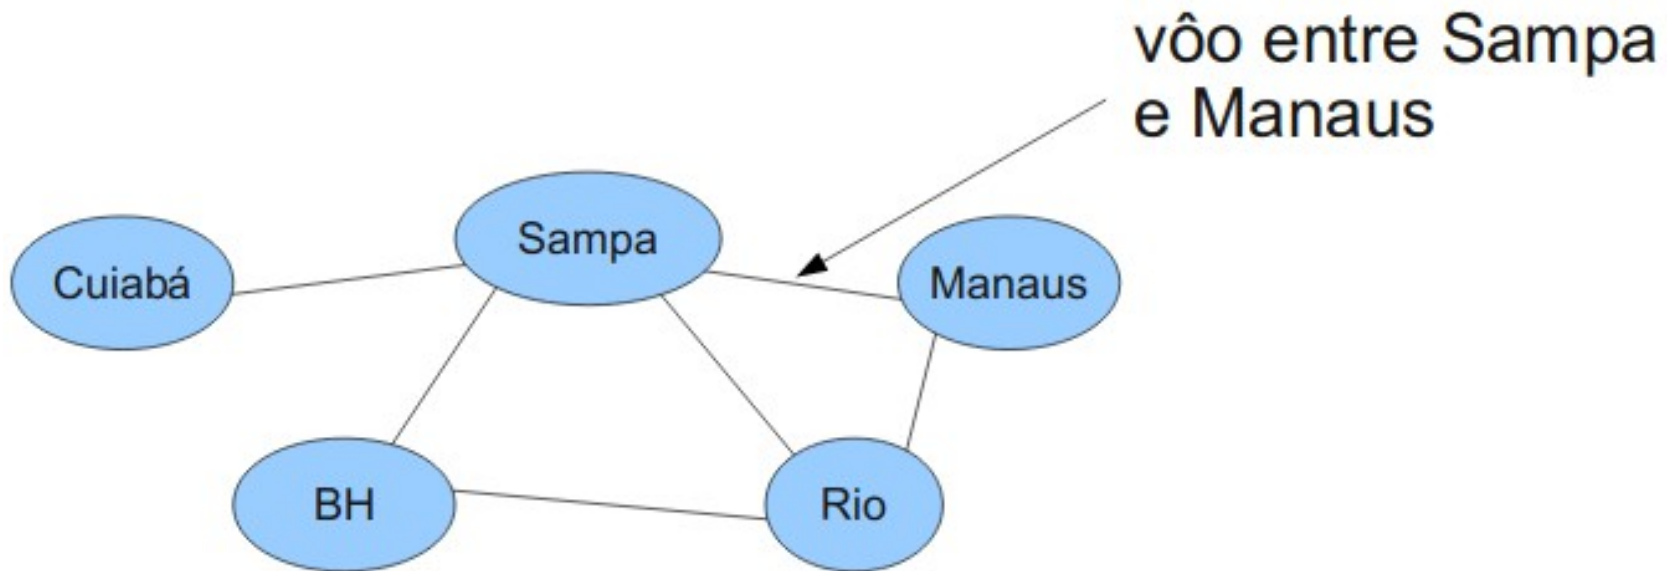 vôo entre Sampa
e Manaus
Sampa
Cuiabá
Manaus
BH
Rio